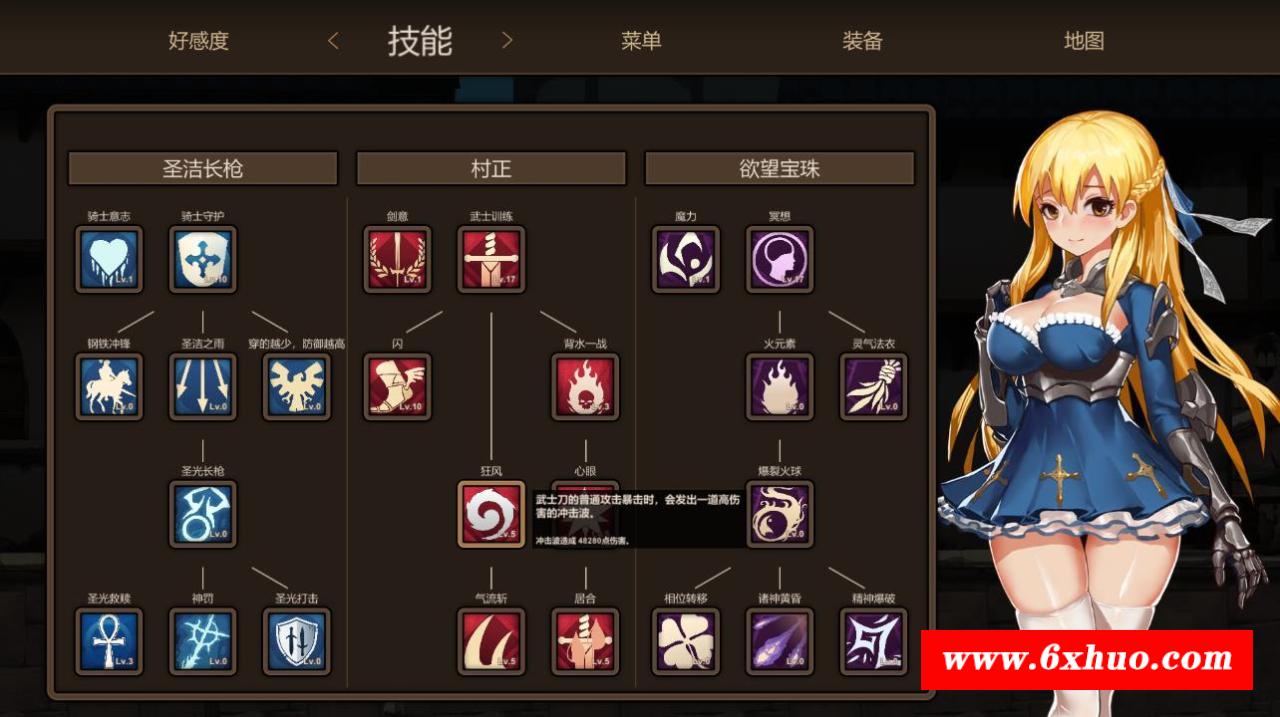 好感度 < 技能 > 菜单 装备 地图
圣洁长枪 村正 欲望宝珠
骑士意志 骑士守护 剑意 武士训练 魔力 冥想
Lv.1 Lv.10 Lv.1 Lv.17 Lv.1 Lv.17
钢铁冲锋 圣洁之雨 穿的越少，防御越高 闪 背水一战 火元素 灵气法衣
Lv.0 Lv.0 Lv.0 Lv.10 Lv.3 Lv.0 Lv.0
圣光长枪 狂风 心眼 爆裂火球
武士刀的普通攻击暴击时，会发出一道高伤
害的冲击波。
冲击波造成 48280点伤害。
Lv.0 Lv.5 Lv.0
圣光救赎 神罚 圣光打击 气流斩 居合 相位转移 诸神黄昏 精神爆破
Lv.3 Lv.0 Lv.0 Lv.5 Lv.5 Lv.0
www.6xhuo.com